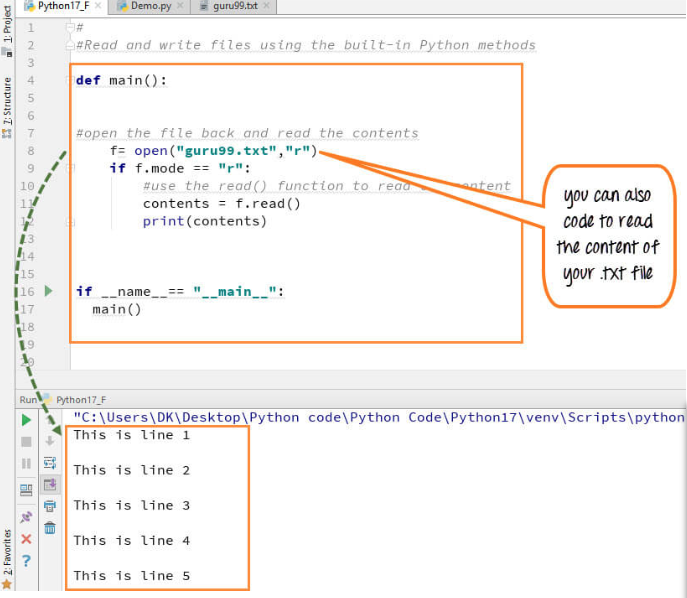 Python17_F × Demo.py × guru99.txt ×
1: Project
Z: Structure
2: Favorites
1 #
2 #Read and write files using the built-in Python methods
3
4 def main():
5
6
7 #open the file back and read the contents
8 f= open("guru99.txt","r")
9 if f.mode == "r":
10 #use the read() function to read content
11 contents = f.read()
12 print(contents)
13
14
15
16 if __name__== "__main__":
17 main()
18
19
20
you can also
code to read
the content of
your .txt file
Run Python17_F
"C:\Users\DK\Desktop\Python code\Python Code\Python17\venv\Scripts\python
This is line 1
This is line 2
This is line 3
This is line 4
This is line 5